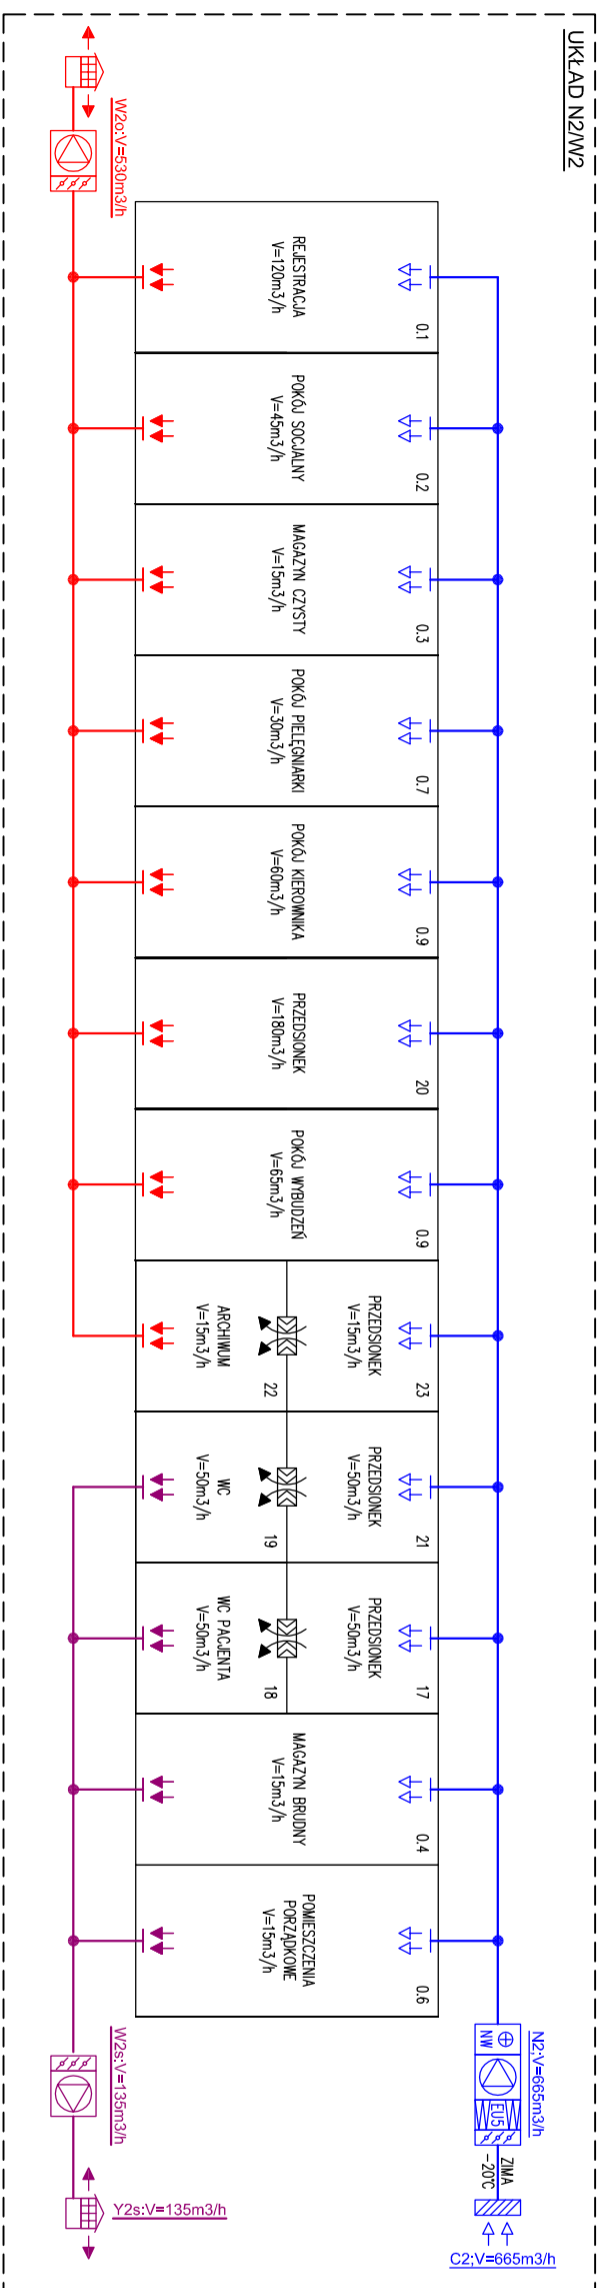 UKŁAD N2/W2
W2o:V=530m3/h
REJESTRACJA
V=120m3/h
0.1
POKÓJ SOCJALNY
V=45m3/h
0.2
MAGAZYN CZYSTY
V=15m3/h
0.3
POKÓJ PIELĘGNIARKI
V=30m3/h
0.7
POKÓJ KIEROWNIKA
V=60m3/h
0.9
PRZEDSIONEK
V=180m3/h
20
POKÓJ WYBUDZEŃ
V=65m3/h
0.9
PRZEDSIONEK
V=15m3/h
23
ARCHIWUM
V=15m3/h
22
PRZEDSIONEK
V=50m3/h
21
WC
V=50m3/h
19
PRZEDSIONEK
V=50m3/h
17
WC PACJENTA
V=50m3/h
18
MAGAZYN BRUDNY
V=15m3/h
0.4
POMIESZCZENIA
PORZĄDKOWE
V=15m3/h
0.6
N2;V=665m3/h
NW
EU5
ZIMA
-20°C
C2;V=665m3/h
W2s:V=135m3/h
Y2s:V=135m3/h